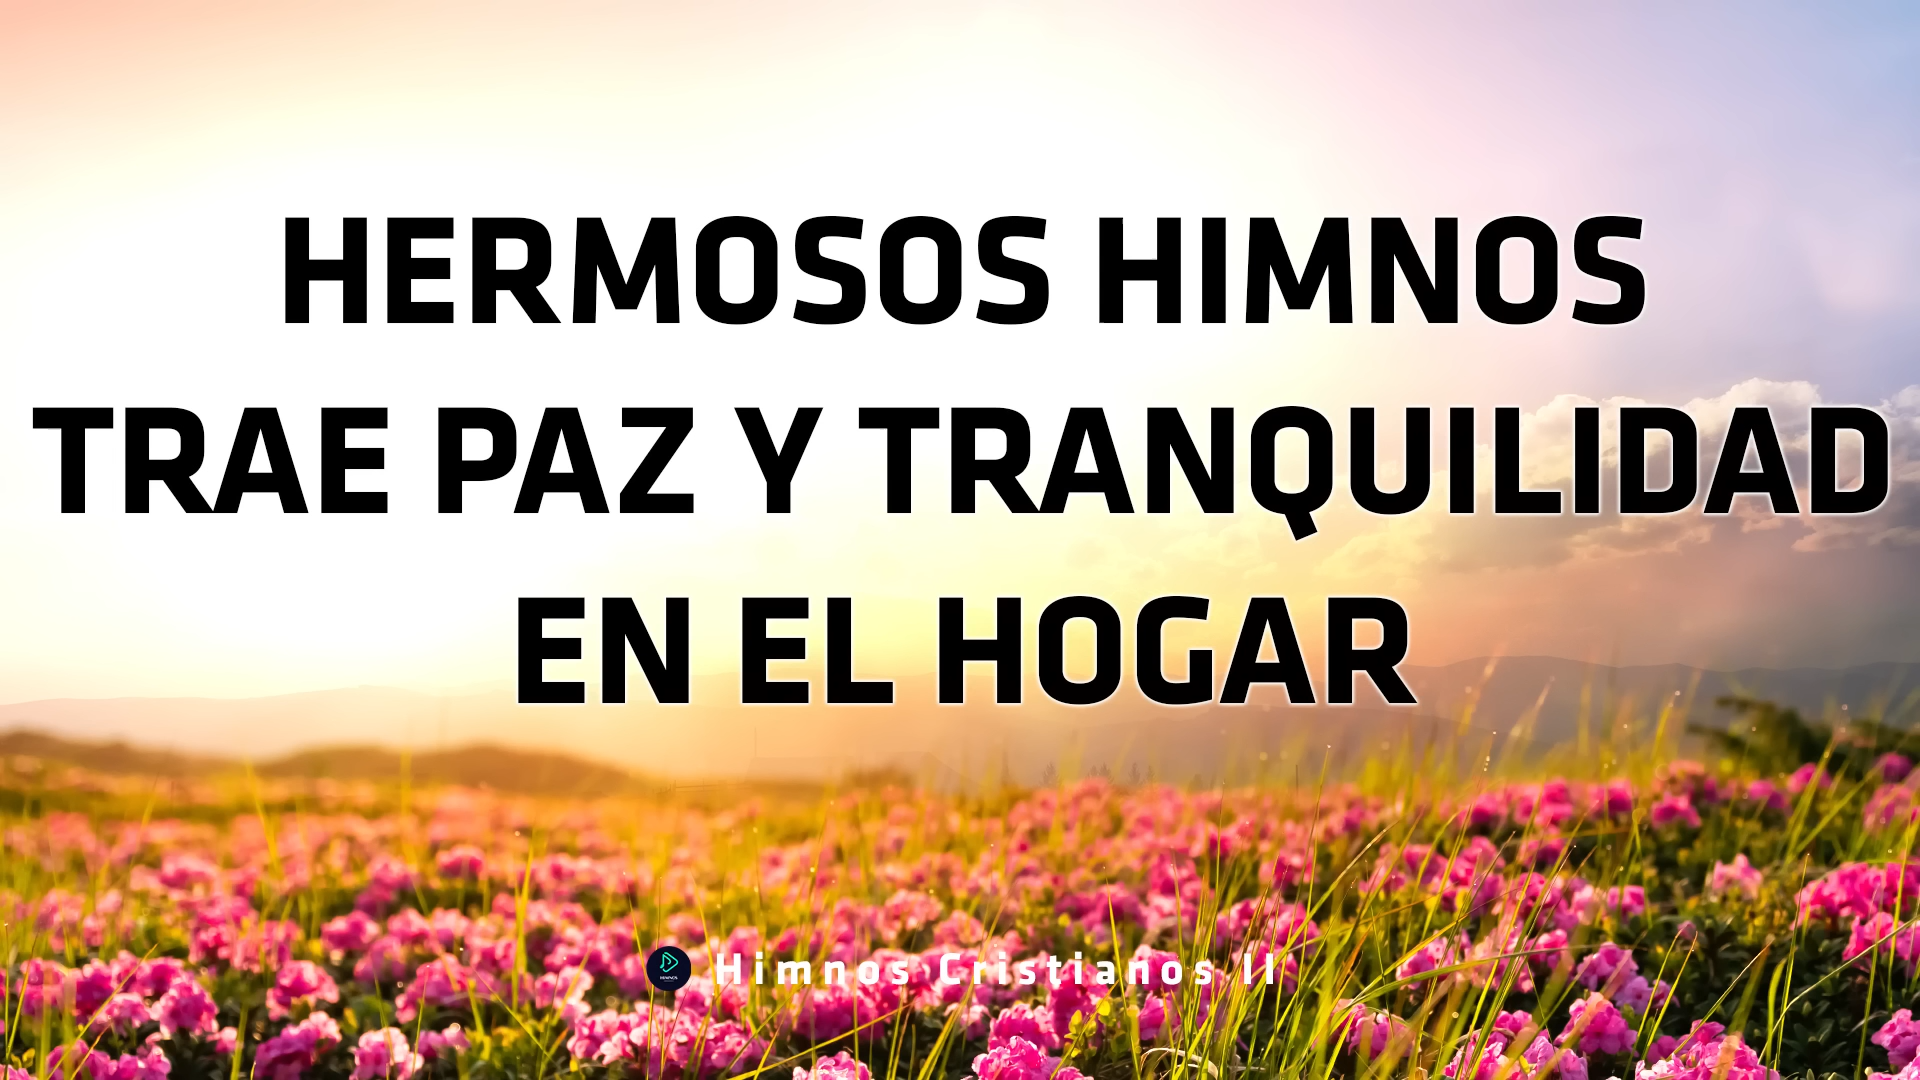 HERMOSOS HIMNOS
TRAE PAZ Y TRANQUILIDAD
EN EL HOGAR
Himnos Cristianos II